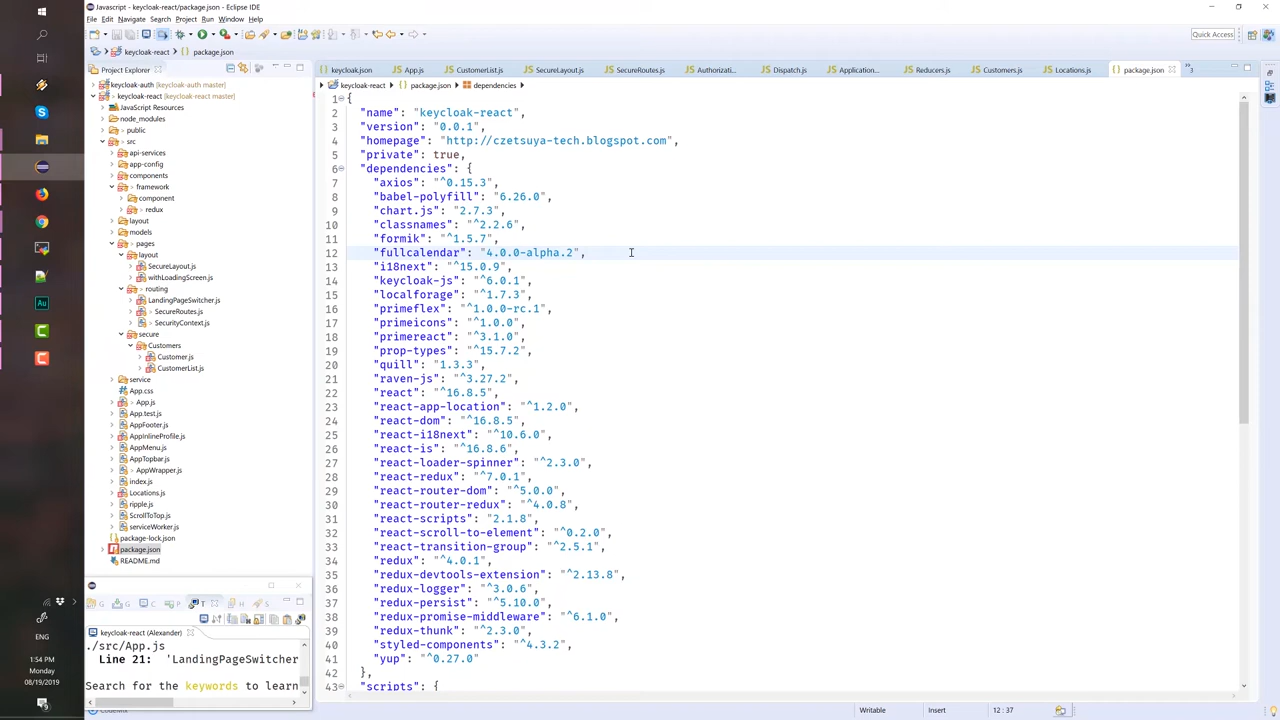 Javascript - keycloak-react/package.json - Eclipse IDE
File Edit Navigate Search Project Run Window Help
Quick Access
keycloak-react package.json
Project Explorer
keycloak-auth [keycloak-auth master]
keycloak-react [keycloak-react master]
JavaScript Resources
node_modules
public
src
api-services
app-config
components
framework
component
redux
layout
models
pages
layout
SecureLayout.js
withLoadingScreen.js
routing
LandingPageSwitcher.js
SecureRoutes.js
SecurityContext.js
secure
Customers
Customer.js
CustomerList.js
service
App.css
App.js
App.test.js
AppFooter.js
AppInlineProfile.js
AppMenu.js
AppTopbar.js
AppWrapper.js
index.js
Locations.js
ripple.js
ScrollToTop.js
serviceWorker.js
package-lock.json
package.json
README.md
G G C P T H S
keycloak-react (Alexander)
./src/App.js
Line 21: 'LandingPageSwitcher
Search for the keywords to learn
CodeMix
keycloak.json App.js CustomerList.js SecureLayout.js SecureRoutes.js Authorizati... Dispatch.js Application... Reducers.js Customers.js Locations.js package.json »3
keycloak-react package.json dependencies
1 {
2 "name": "keycloak-react",
3 "version": "0.0.1",
4 "homepage": "http://czetsuya-tech.blogspot.com",
5 "private": true,
6 "dependencies": {
7 "axios": "^0.15.3",
8 "babel-polyfill": "6.26.0",
9 "chart.js": "2.7.3",
10 "classnames": "^2.2.6",
11 "formik": "^1.5.7",
12 "fullcalendar": "4.0.0-alpha.2",
13 "i18next": "^15.0.9",
14 "keycloak-js": "^6.0.1",
15 "localforage": "^1.7.3",
16 "primeflex": "^1.0.0-rc.1",
17 "primeicons": "^1.0.0",
18 "primereact": "^3.1.0",
19 "prop-types": "^15.7.2",
20 "quill": "1.3.3",
21 "raven-js": "^3.27.2",
22 "react": "^16.8.5",
23 "react-app-location": "^1.2.0",
24 "react-dom": "^16.8.5",
25 "react-i18next": "^10.6.0",
26 "react-is": "^16.8.6",
27 "react-loader-spinner": "^2.3.0",
28 "react-redux": "^7.0.1",
29 "react-router-dom": "^5.0.0",
30 "react-router-redux": "^4.0.8",
31 "react-scripts": "2.1.8",
32 "react-scroll-to-element": "^0.2.0",
33 "react-transition-group": "^2.5.1",
34 "redux": "^4.0.1",
35 "redux-devtools-extension": "^2.13.8",
36 "redux-logger": "^3.0.6",
37 "redux-persist": "^5.10.0",
38 "redux-promise-middleware": "^6.1.0",
39 "redux-thunk": "^2.3.0",
40 "styled-components": "^4.3.2",
41 "yup": "^0.27.0"
42 },
43 "scripts": {
Writable Insert 12 : 37
ENG
1:54 PM
Monday
08/19/2019